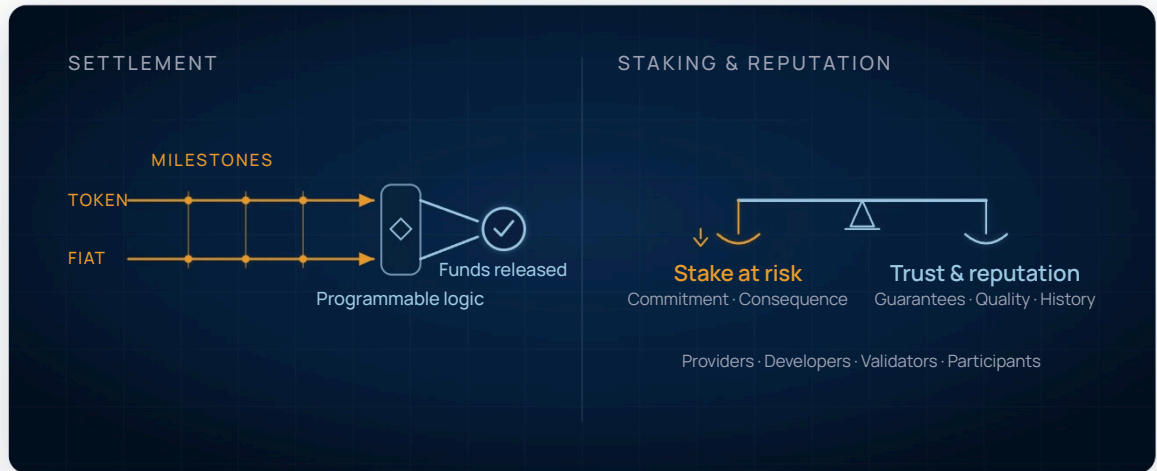 SETTLEMENT
MILESTONES
TOKEN
FIAT
Funds released
Programmable logic
STAKING & REPUTATION
Stake at risk
Commitment · Consequence
Trust & reputation
Guarantees · Quality · History
Providers · Developers · Validators · Participants